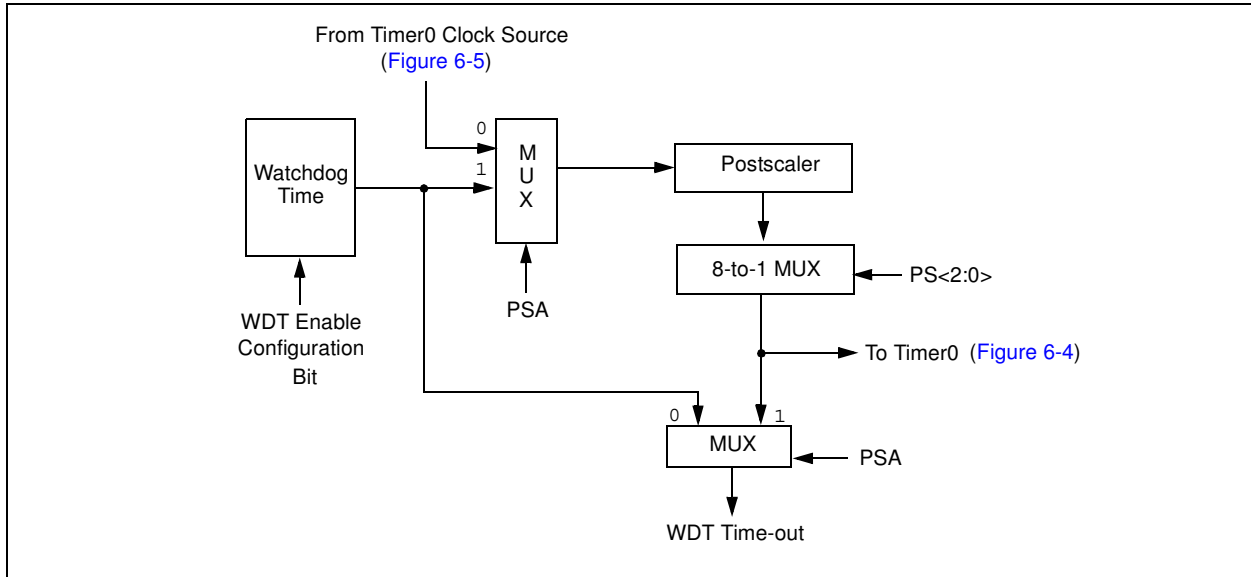 From Timer0 Clock Source
(Figure 6-5)
0
1
M
U
X
Watchdog
Time
Postscaler
8-to-1 MUX
PS<2:0>
PSA
WDT Enable
Configuration
Bit
To Timer0 (Figure 6-4)
0
1
MUX
PSA
WDT Time-out